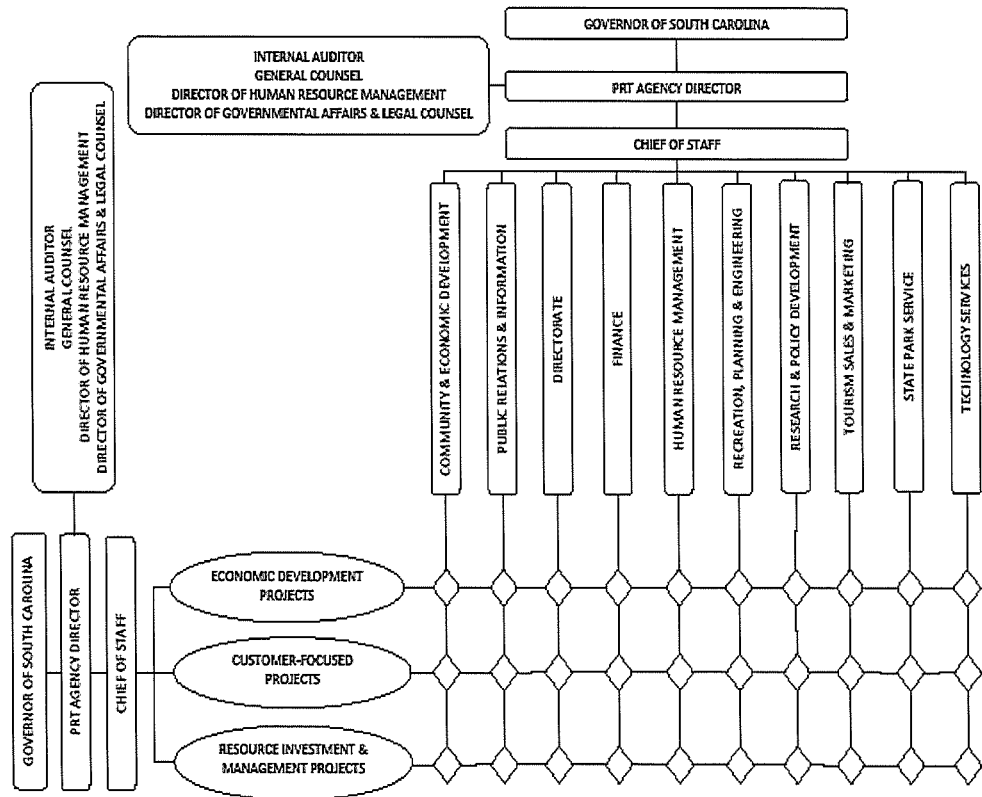 GOVERNOR OF SOUTH CAROLINA
INTERNAL AUDITOR
GENERAL COUNSEL
DIRECTOR OF HUMAN RESOURCE MANAGEMENT
DIRECTOR OF GOVERNMENTAL AFFAIRS & LEGAL COUNSEL
PRT AGENCY DIRECTOR
CHIEF OF STAFF
INTERNAL AUDITOR
GENERAL COUNSEL
DIRECTOR OF HUMAN RESOURCE MANAGEMENT
DIRECTOR OF GOVERNMENTAL AFFAIRS & LEGAL COUNSEL
COMMUNITY & ECONOMIC DEVELOPMENT
PUBLIC RELATIONS & INFORMATION
DIRECTORATE
FINANCE
HUMAN RESOURCE MANAGEMENT
RECREATION, PLANNING & ENGINEERING
RESEARCH & POLICY DEVELOPMENT
TOURISM SALES & MARKETING
STATE PARK SERVICE
TECHNOLOGY SERVICES
GOVERNOR OF SOUTH CAROLINA
PRT AGENCY DIRECTOR
CHIEF OF STAFF
ECONOMIC DEVELOPMENT
PROJECTS
CUSTOMER-FOCUSED
PROJECTS
RESOURCE INVESTMENT &
MANAGEMENT PROJECTS